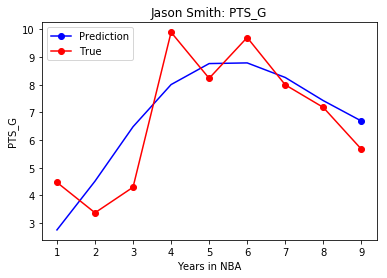 Jason Smith: PTS_G
Prediction
True
PTS_G
10
9
8
7
6
5
4
3
1 2 3 4 5 6 7 8 9
Years in NBA